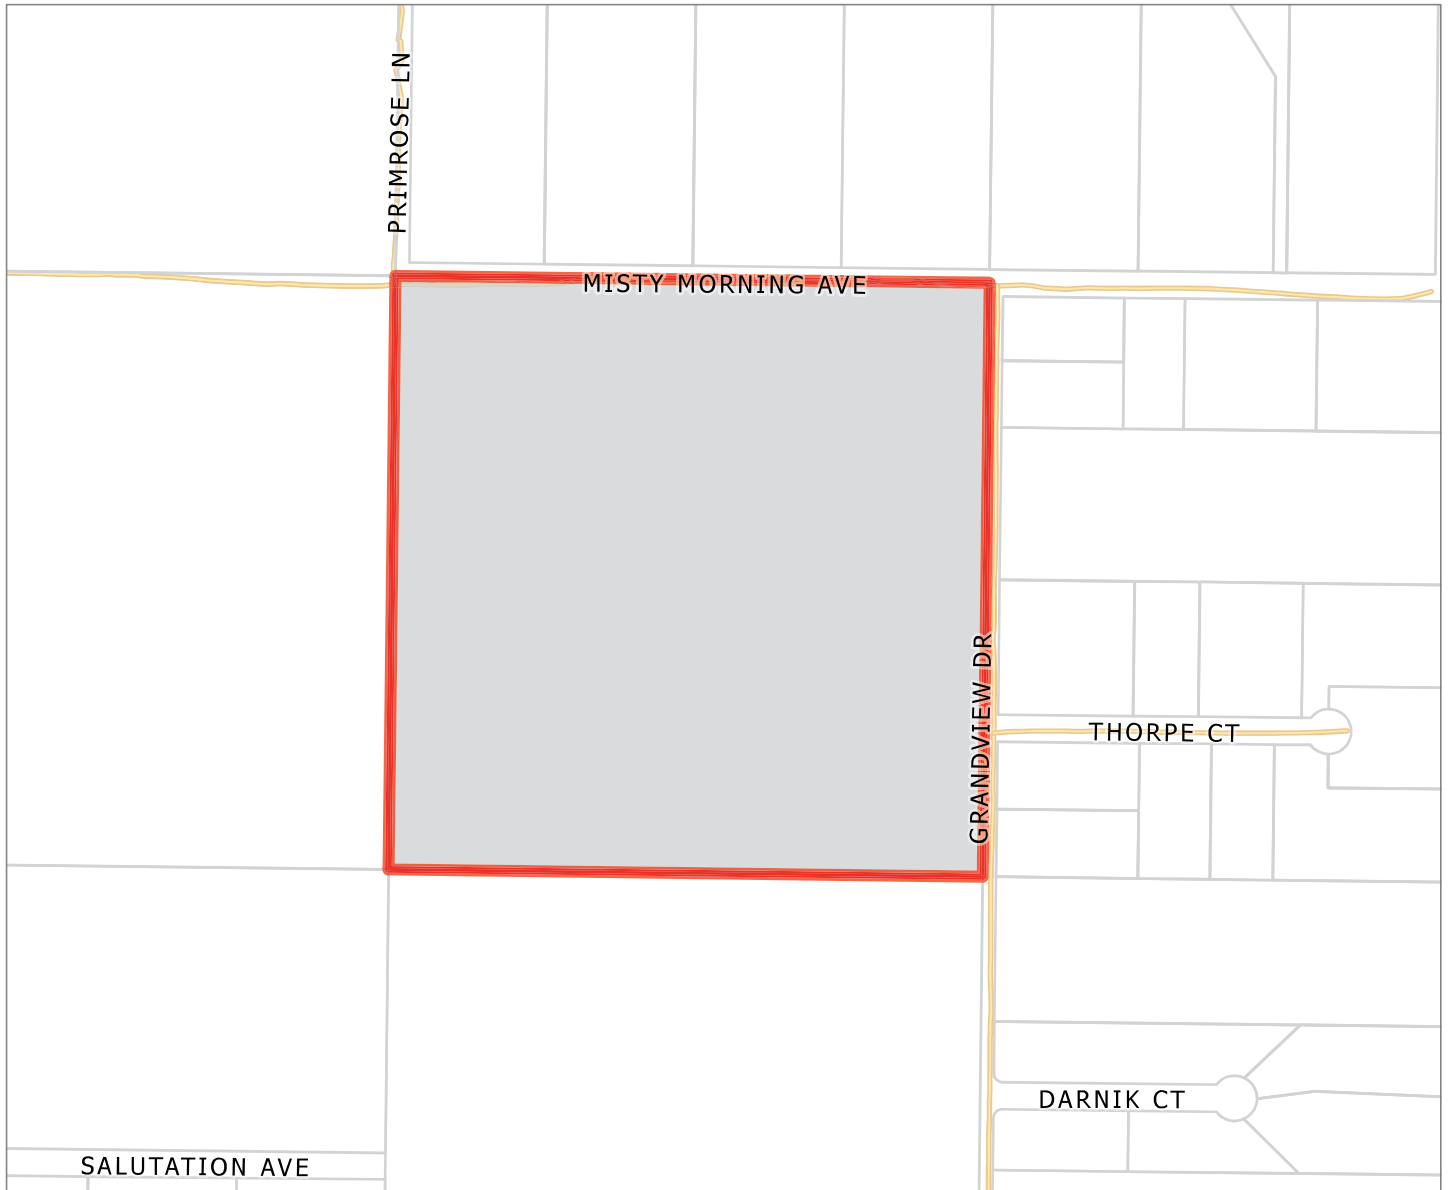 PRIMROSE LN
MISTY MORNING AVE
GRANDVIEW DR
THORPE CT
DARNIK CT
SALUTATION AVE